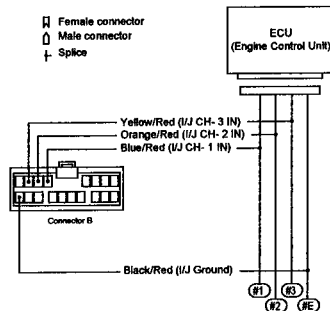 Female connector
Male connector
Splice
ECU
(Engine Control Unit)
Yellow/Red (I/J CH- 3 IN)
Orange/Red (I/J CH- 2 IN)
Blue/Red (I/J CH- 1 IN)
Connector B
Black/Red (I/J Ground)
#1
#3
#2
#E